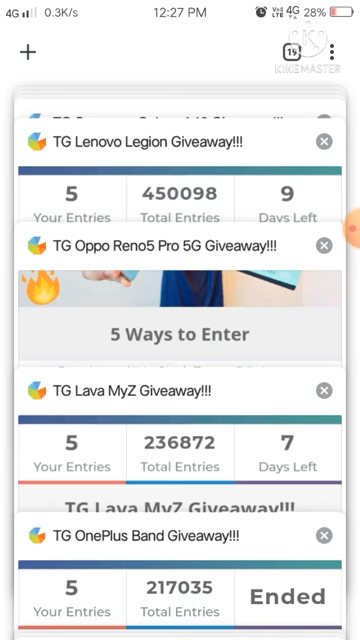 4G 0.3K/s 12:27 PM Vo) LTE 4G 28%
19
KINEMASTER
TG Lenovo Legion Giveaway!!!
5 450098 9
Your Entries Total Entries Days Left
TG Oppo Reno5 Pro 5G Giveaway!!!
5 Ways to Enter
TG Lava MyZ Giveaway!!!
5 236872 7
Your Entries Total Entries Days Left
TG Lava MyZ Giveaway!!!
TG OnePlus Band Giveaway!!!
5 217035 Ended
Your Entries Total Entries